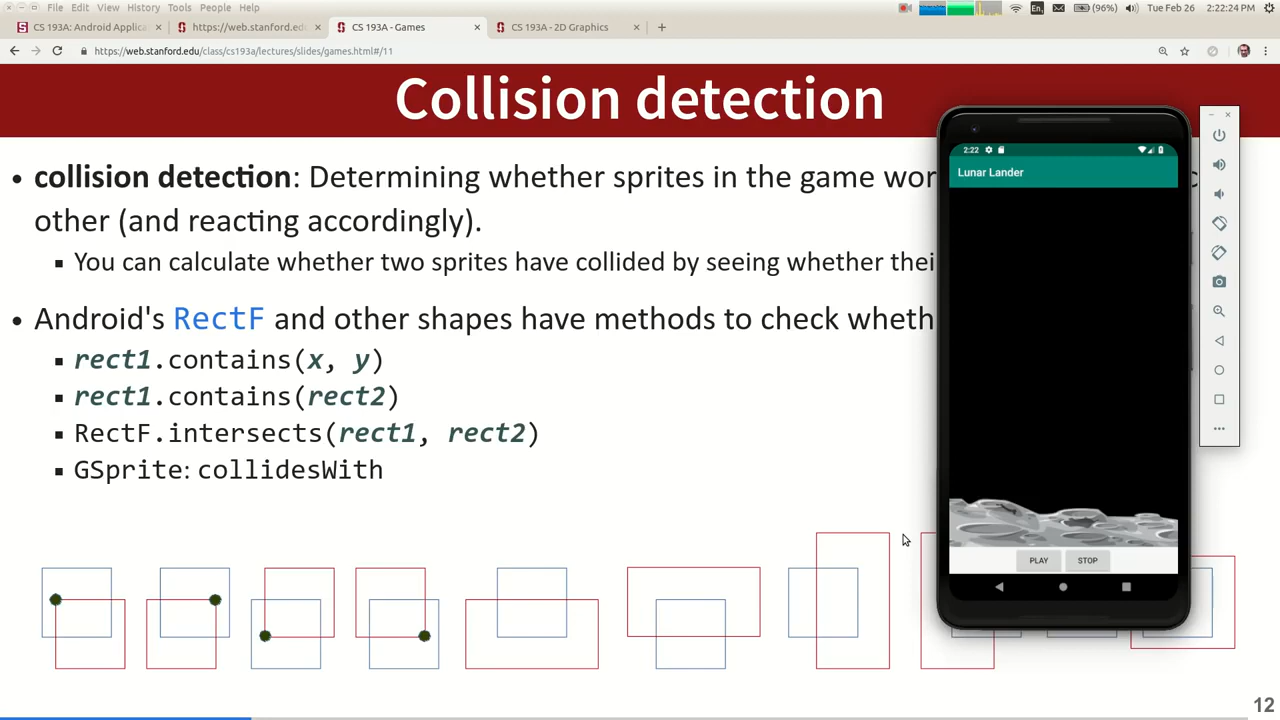 File Edit View History Tools People Help
En (96%) Tue Feb 26 2:22:24 PM
CS 193A: Android Applica
https://web.stanford.edu/
CS 193A - Games
CS 193A - 2D Graphics
https://web.stanford.edu/class/cs193a/lectures/slides/games.html#/11
Collision detection
• collision detection: Determining whether sprites in the game wor
other (and reacting accordingly).
▪ You can calculate whether two sprites have collided by seeing whether thei
• Android's RectF and other shapes have methods to check wheth
▪ rect1.contains(x, y)
▪ rect1.contains(rect2)
▪ RectF.intersects(rect1, rect2)
▪ GSprite: collidesWith
2:22
Lunar Lander
PLAY STOP
12